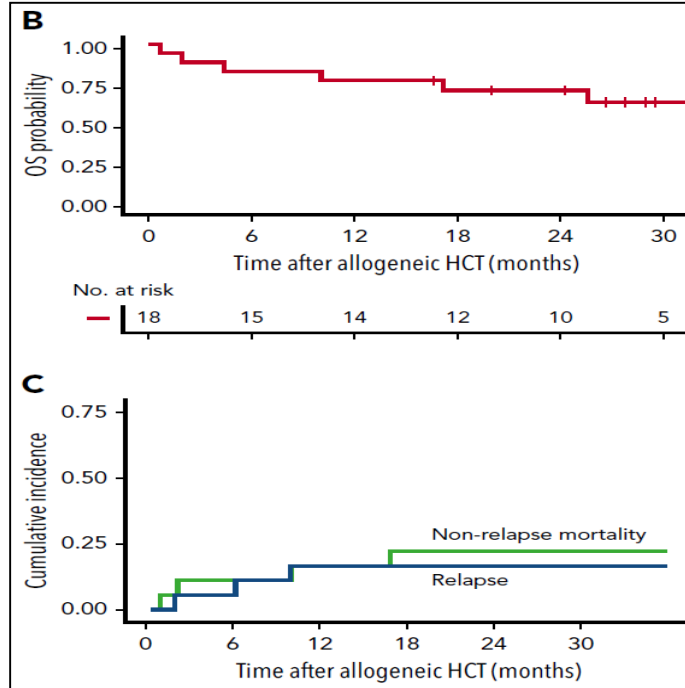 B
OS probability
1.00
0.75
0.50
0.25
0.00
0 6 12 18 24 30
Time after allogeneic HCT (months)
No. at risk
18 15 14 12 10 5
C
Cumulative incidence
0.75
0.50
0.25
0.00
Non-relapse mortality
Relapse
0 6 12 18 24 30
Time after allogeneic HCT (months)